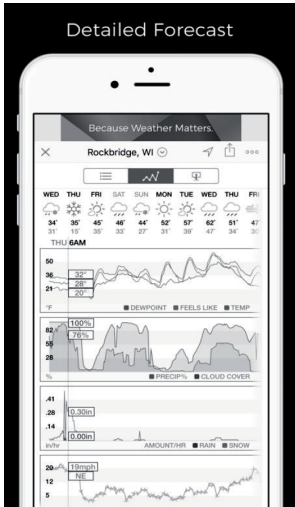 Detailed Forecast
Because Weather Matters.
Rockbridge, WI
WED THU FRI SAT SUN MON TUE WED THU FRI
34° 35° 45° 35° 38° 44° 52° 57° 62° 51° 47
31° 15° 35° 33° 27° 31° 39° 47° 34° 30
THU 6AM
50
36
21
32°
28°
20°
°F DEWPOINT FEELS LIKE TEMP
82
55
28
100%
76%
% PRECIP% CLOUD COVER
.41
.28
.14
0.30in
0.00in
in/hr AMOUNT/HR RAIN SNOW
20
12
5
19mph
NE